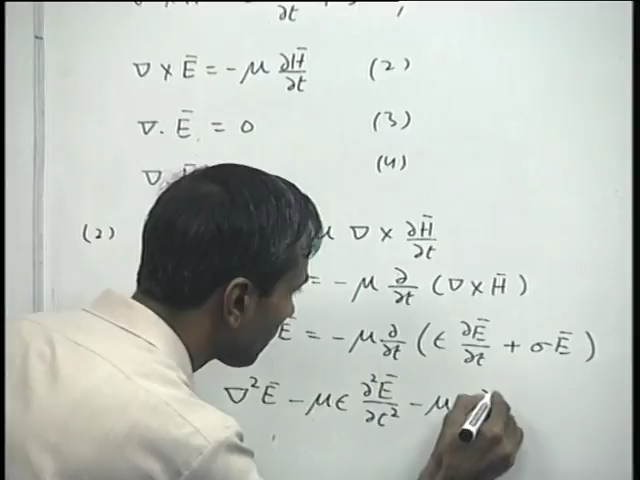 ∂t
∇ × Ē = −μ ∂H̄/∂t (2)
∇. Ē = 0 (3)
∇. (4)
(2) μ ∇ × ∂H̄/∂t
= −μ ∂/∂t (∇ × H̄)
Ē = −μ ∂/∂t (ϵ ∂Ē/∂t + σĒ)
∇²Ē − μϵ ∂²Ē/∂t² − μ